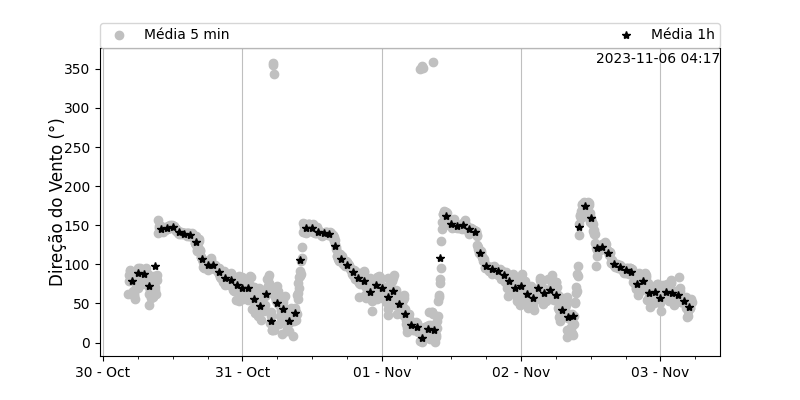 Média 5 min
Média 1h
2023-11-06 04:17
Direção do Vento (°)
350
300
250
200
150
100
50
0
30 - Oct
31 - Oct
01 - Nov
02 - Nov
03 - Nov